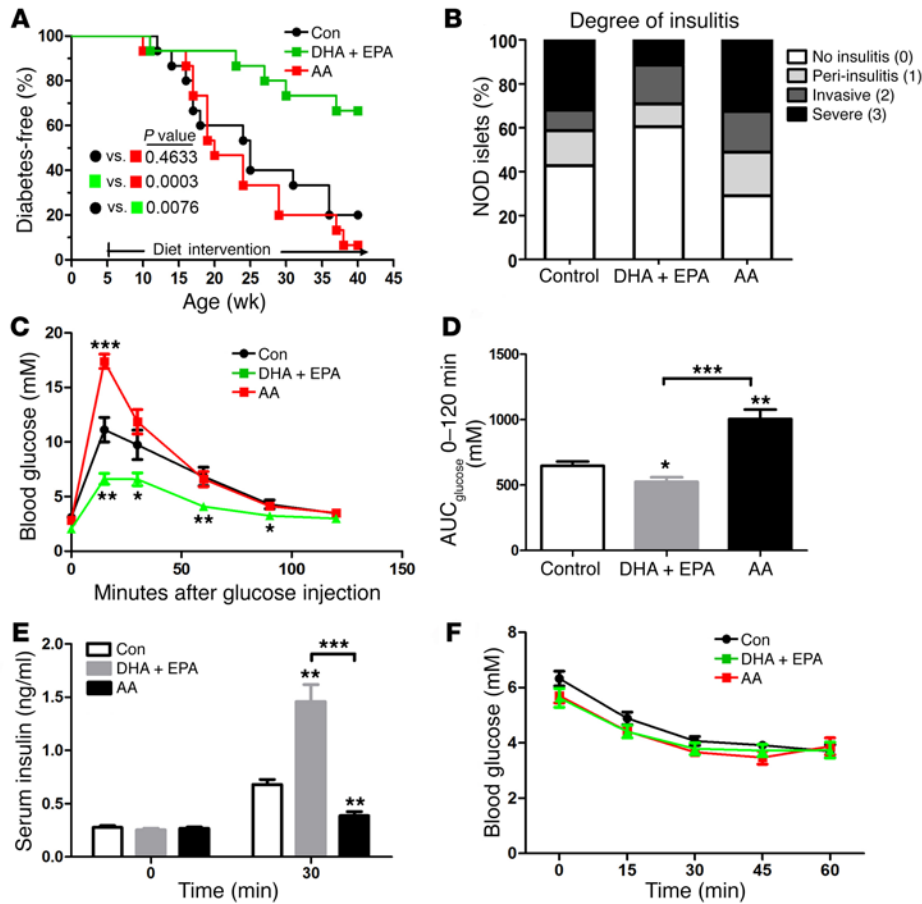 A
Con
DHA + EPA
AA
Diabetes-free (%)
100
80
60
40
20
0
P value
vs. 0.4633
vs. 0.0003
vs. 0.0076
Diet intervention
0 5 10 15 20 25 30 35 40 45
Age (wk)
B
Degree of insulitis
NOD islets (%)
100
80
60
40
20
0
Control DHA + EPA AA
No insulitis (0)
Peri-insulitis (1)
Invasive (2)
Severe (3)
C
Con
DHA + EPA
AA
Blood glucose (mM)
20
15
10
5
0
***
** * ** *
0 50 100 150
Minutes after glucose injection
D
AUCglucose 0–120 min
(mM)
1500
1000
500
0
***
**
*
Control DHA + EPA AA
E
Con
DHA + EPA
AA
Serum insulin (ng/ml)
2.0
1.5
1.0
0.5
0.0
***
**
**
0 30
Time (min)
F
Con
DHA + EPA
AA
Blood glucose (mM)
8
6
4
2
0
0 15 30 45 60
Time (min)